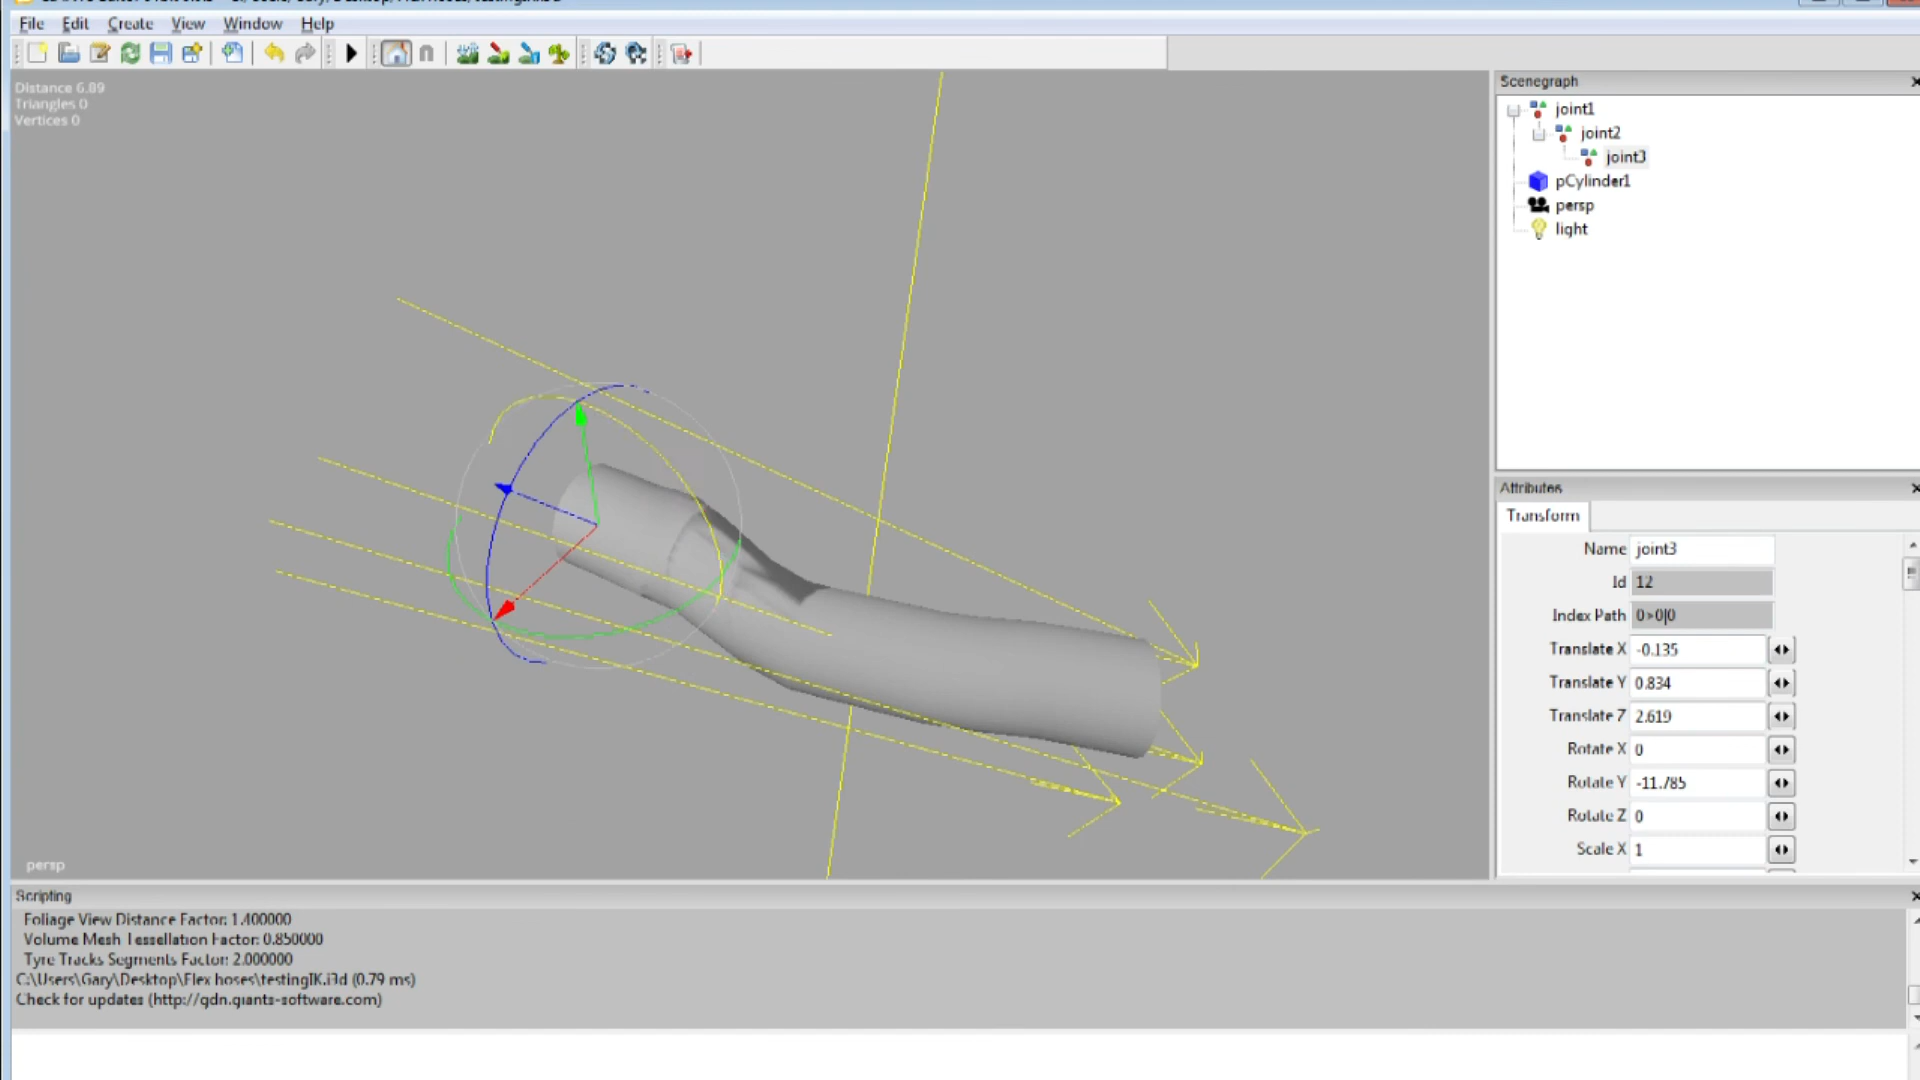 File Edit Create View Window Help
Distance 6.89
Triangles 0
Vertices 0
persp
Scenegraph
joint1
joint2
joint3
pCylinder1
persp
light
Attributes
Transform
Name joint3
Id 12
Index Path 0>0|0
Translate X -0.135
Translate Y 0.834
Translate Z 2.619
Rotate X 0
Rotate Y -11.785
Rotate Z 0
Scale X 1
Scripting
Foliage View Distance Factor: 1.400000
Volume Mesh Tessellation Factor: 0.850000
Tyre Tracks Segments Factor: 2.000000
C:\Users\Gary\Desktop\Flex hoses\testingIK.i3d (0.79 ms)
Check for updates (http://gdn.giants-software.com)